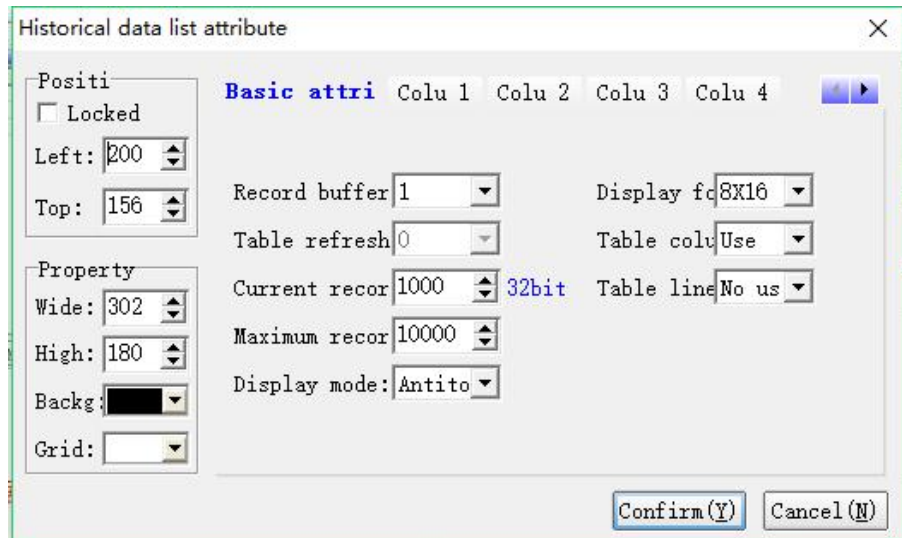 Historical data list attribute
Positi
Locked
Left: 200
Top: 156
Property
Wide: 302
High: 180
Backg:
Grid:
Basic attri Colu 1 Colu 2 Colu 3 Colu 4
Record buffer 1 Display fo 8X16
Table refresh 0 Table colu Use
Current recor 1000 32bit Table line No us
Maximum recor 10000
Display mode: Antito
Confirm(Y) Cancel(N)